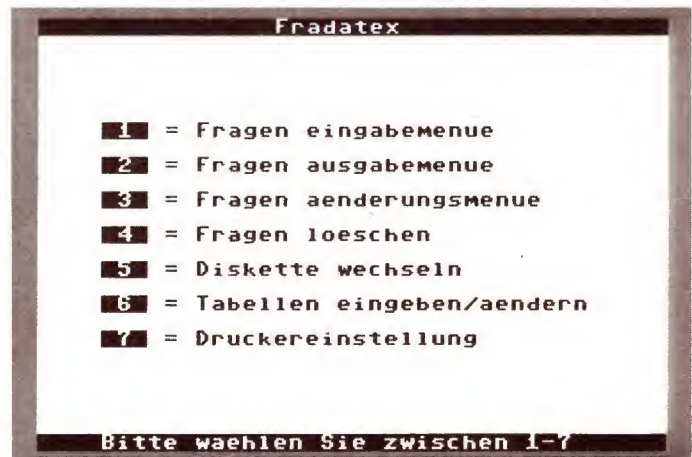 Fradatex
1 = Fragen eingabemenue
2 = Fragen ausgabemenue
3 = Fragen aenderungsmenue
4 = Fragen loeschen
5 = Diskette wechseln
6 = Tabellen eingeben/aendern
7 = Druckereinstellung
Bitte waehlen Sie zwischen 1-7